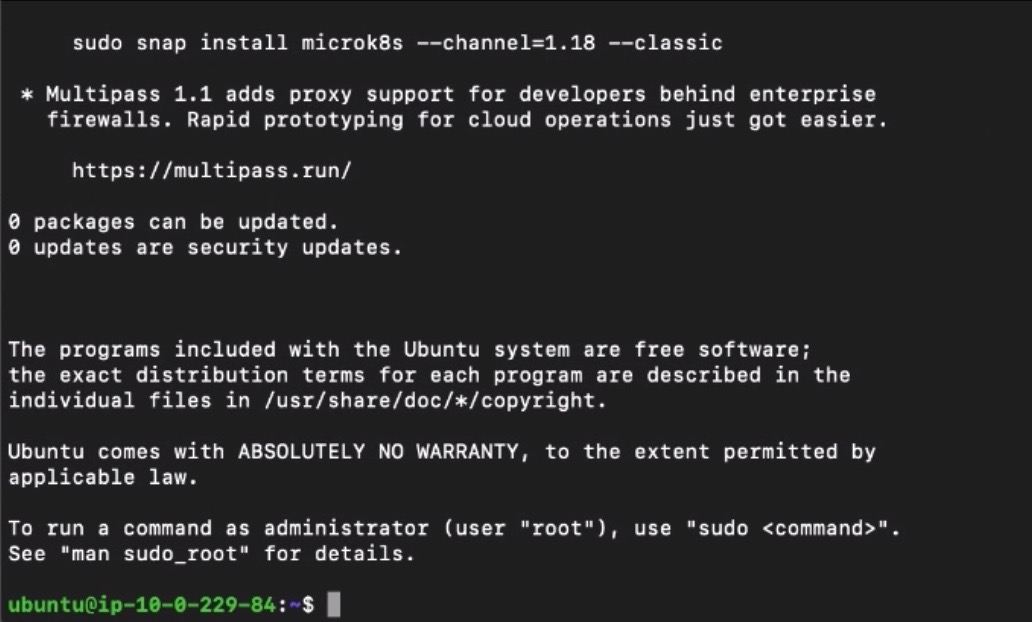 sudo snap install microk8s --channel=1.18 --classic
* Multipass 1.1 adds proxy support for developers behind enterprise
firewalls. Rapid prototyping for cloud operations just got easier.
https://multipass.run/
0 packages can be updated.
0 updates are security updates.
The programs included with the Ubuntu system are free software;
the exact distribution terms for each program are described in the
individual files in /usr/share/doc/*/copyright.
Ubuntu comes with ABSOLUTELY NO WARRANTY, to the extent permitted by
applicable law.
To run a command as administrator (user "root"), use "sudo <command>".
See "man sudo_root" for details.
ubuntu@ip-10-0-229-84:~$